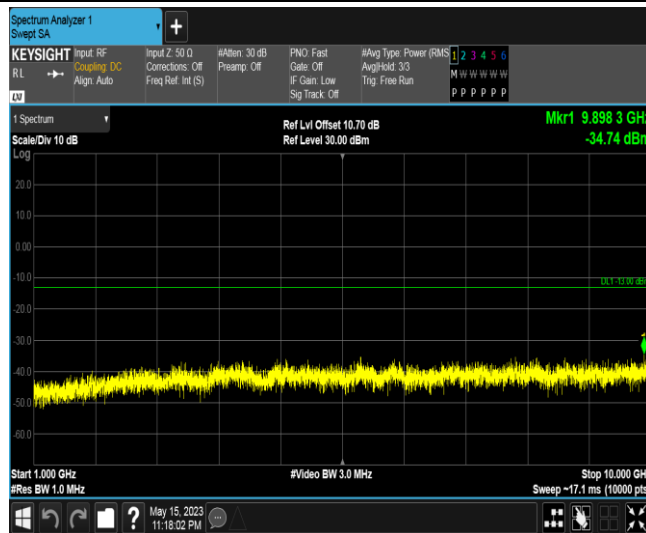 Spectrum Analyzer 1
Swept SA
+
KEYSIGHT
RL
LXI
Input: RF
Coupling: DC
Align: Auto
Input Z: 50 Ω
Corrections: Off
Freq Ref: Int (S)
#Atten: 30 dB
Preamp: Off
PNO: Fast
Gate: Off
IF Gain: Low
Sig Track: Off
#Avg Type: Power (RMS
Avg|Hold: 3/3
Trig: Free Run
1 2 3 4 5 6
M W W W W W
P P P P P P
1 Spectrum
Scale/Div 10 dB
Log
Ref Lvl Offset 10.70 dB
Ref Level 30.00 dBm
Mkr1 9.898 3 GHz
-34.74 dBm
20.0
10.0
0.00
-10.0
DL1 -13.00 dBm
-20.0
-30.0
-40.0
-50.0
-60.0
Start 1.000 GHz
#Res BW 1.0 MHz
#Video BW 3.0 MHz
Stop 10.000 GHz
Sweep ~17.1 ms (10000 pts)
?
May 15, 2023
11:18:02 PM